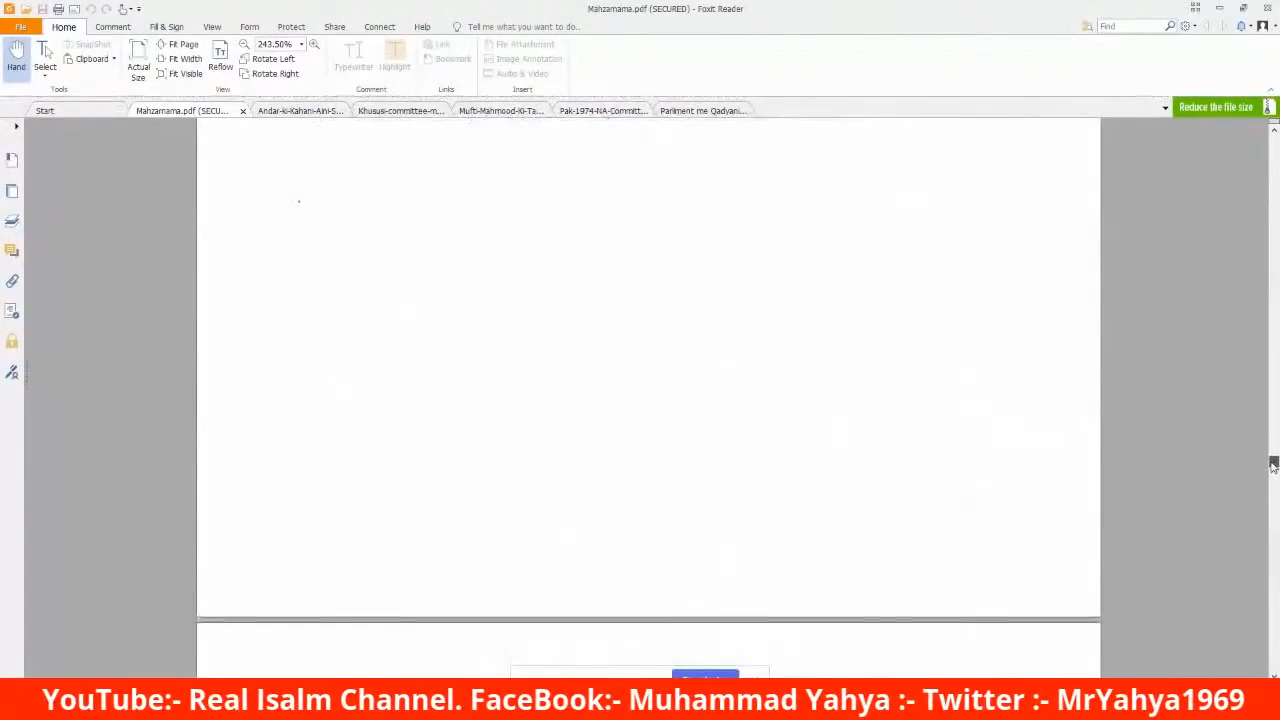 Mahzarnama.pdf (SECURED) - Foxit Reader
File Home Comment Fill & Sign View Form Protect Share Connect Help Tell me what you want to do.. Find
Hand
Select
SnapShot
Clipboard
Tools
Actual Size
Fit Page
Fit Width
Fit Visible
Reflow
243.50%
Rotate Left
Rotate Right
View
Typewriter
Highlight
Comment
Link
Bookmark
Links
File Attachment
Image Annotation
Audio & Video
Insert
Start Mahzarnama.pdf (SECU... Andar-ki-Kahani-Aini-S... Khusus-committee-m... Mufti-Mahmood-Ki-Ta... Pak-1974-NA-Committ... Parliment me Qadyani... Reduce the file size
YouTube:- Real Isalm Channel. FaceBook:- Muhammad Yahya :- Twitter :- MrYahya1969